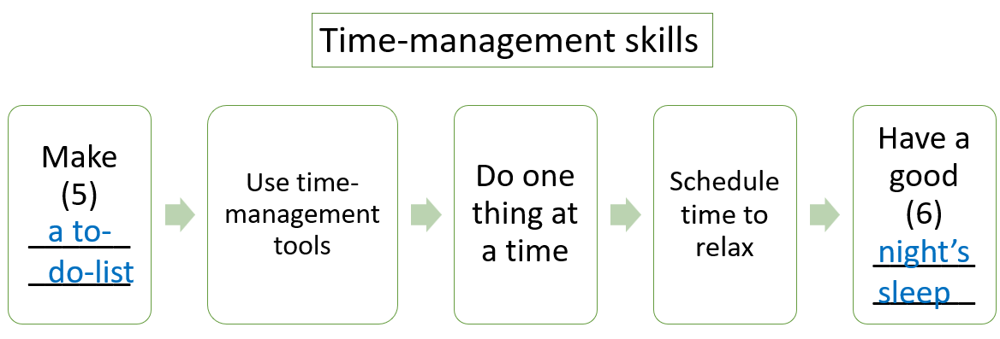 Time-management skills
Make
(5)
a to-
do-list
Use time-
management
tools
Do one
thing at
a time
Schedule
time to
relax
Have a
good
(6)
night's
sleep